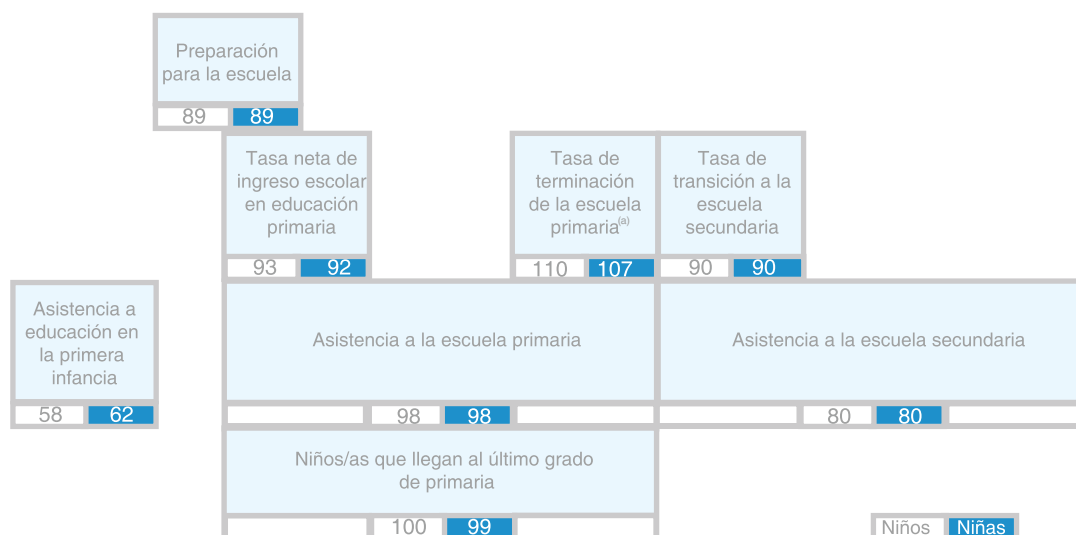 Preparación
para la escuela
89 89
Tasa neta de
ingreso escolar
en educación
primaria
93 92
Tasa de
terminación
de la escuela
primaria(a)
110 107
Tasa de
transición a la
escuela
secundaria
90 90
Asistencia a
educación en
la primera
infancia
58 62
Asistencia a la escuela primaria
98 98
Asistencia a la escuela secundaria
80 80
Niños/as que llegan al último grado
de primaria
100 99
Niños Niñas